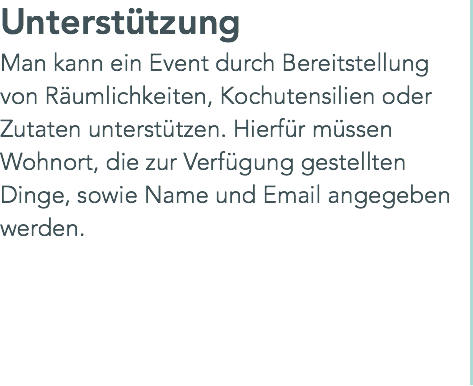 Unterstützung
Man kann ein Event durch Bereitstellung
von Räumlichkeiten, Kochutensilien oder
Zutaten unterstützen. Hierfür müssen
Wohnort, die zur Verfügung gestellten
Dinge, sowie Name und Email angegeben
werden.